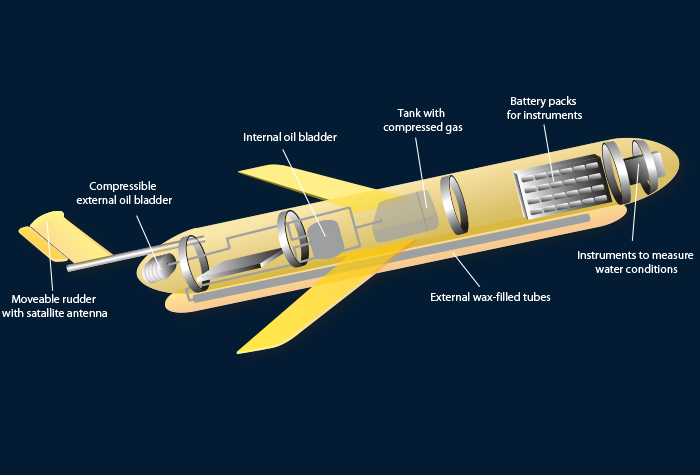 Battery packs
for instruments
Tank with
compressed gas
Internal oil bladder
Compressible
external oil bladder
Instruments to measure
water conditions
External wax-filled tubes
Moveable rudder
with satallite antenna